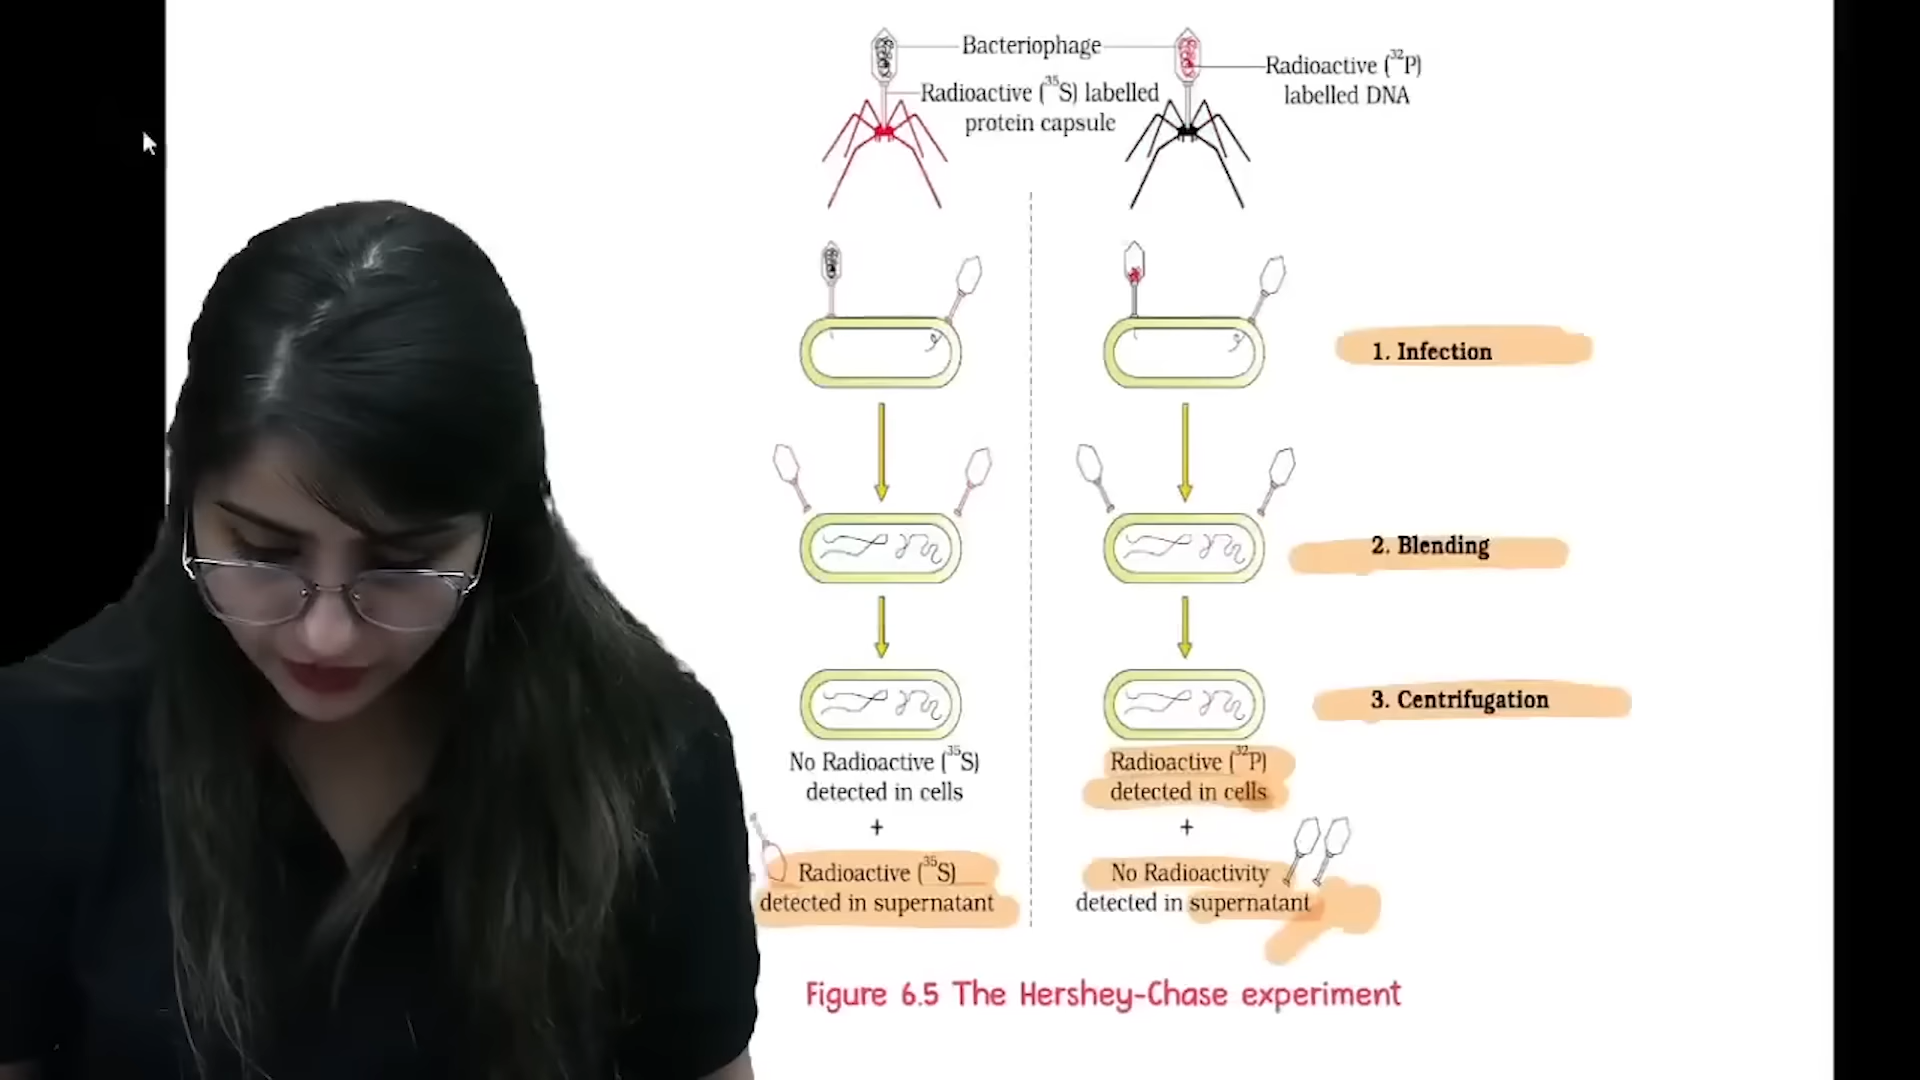 Bacteriophage
Radioactive (³²P)
labelled DNA
Radioactive (³⁵S) labelled
protein capsule
1. Infection
2. Blending
3. Centrifugation
No Radioactive (³⁵S)
detected in cells
+
Radioactive (³⁵S)
detected in supernatant
Radioactive (³²P)
detected in cells
+
No Radioactivity
detected in supernatant
Figure 6.5 The Hershey-Chase experiment